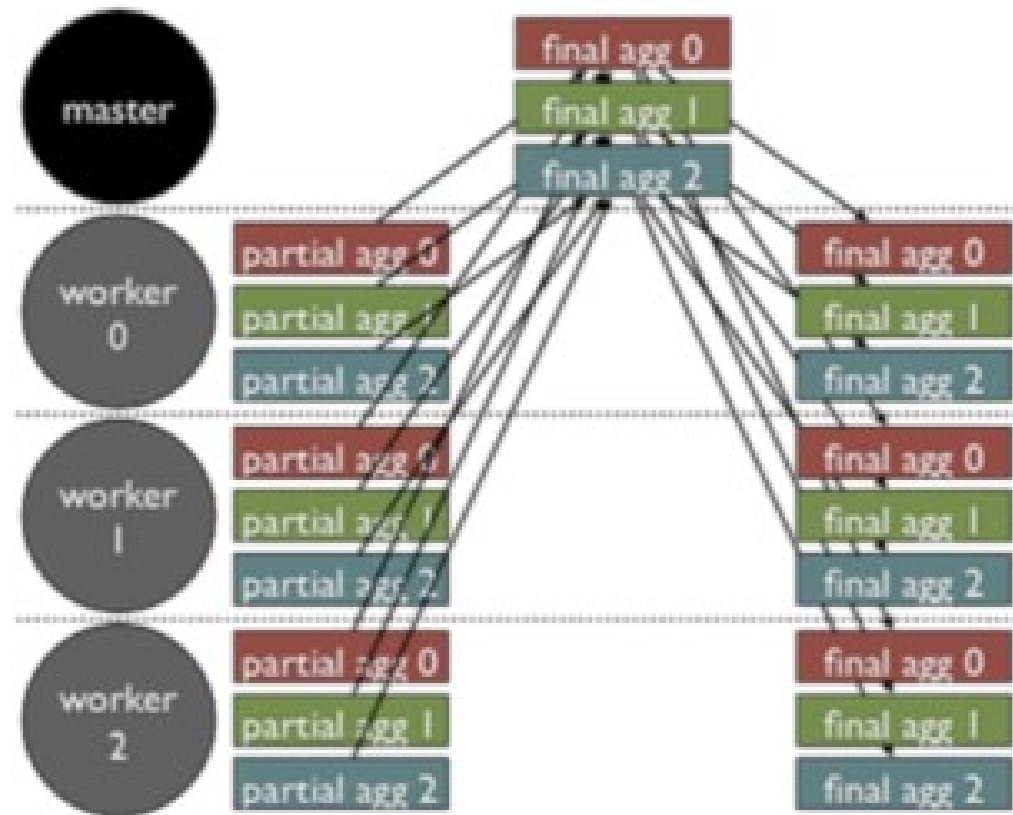 final agg 0
master
final agg 1
final agg 2
worker
0
partial agg 0
partial agg 1
partial agg 2
final agg 0
final agg 1
final agg 2
worker
1
partial agg 0
partial agg 1
partial agg 2
final agg 0
final agg 1
final agg 2
worker
2
partial agg 0
partial agg 1
partial agg 2
final agg 0
final agg 1
final agg 2